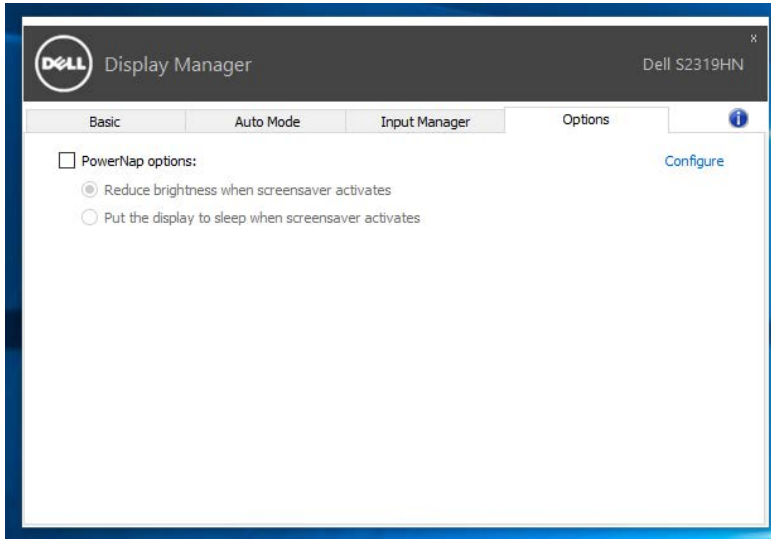 DELL Display Manager Dell S2319HN
x
Basic Auto Mode Input Manager Options i
PowerNap options: Configure
Reduce brightness when screensaver activates
Put the display to sleep when screensaver activates